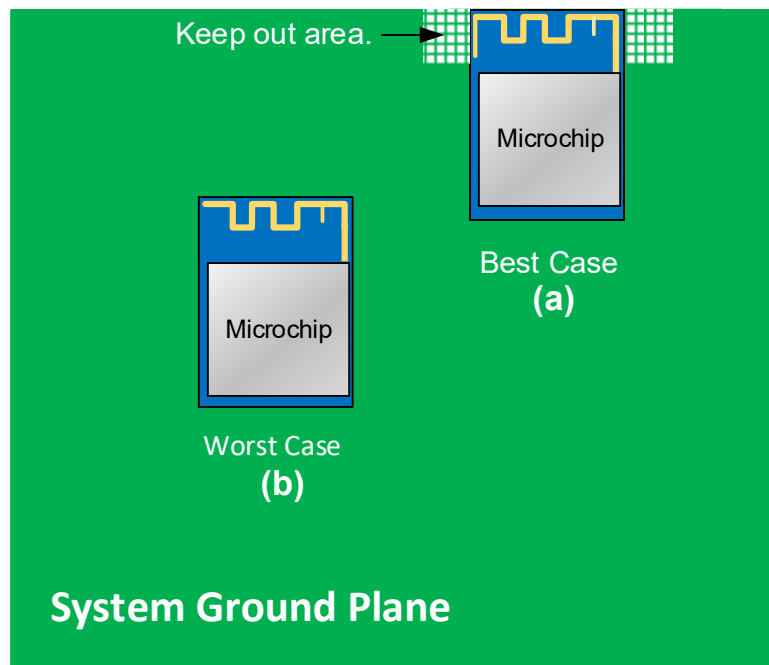 Keep out area.
Microchip
Best Case
(a)
Microchip
Worst Case
(b)
System Ground Plane